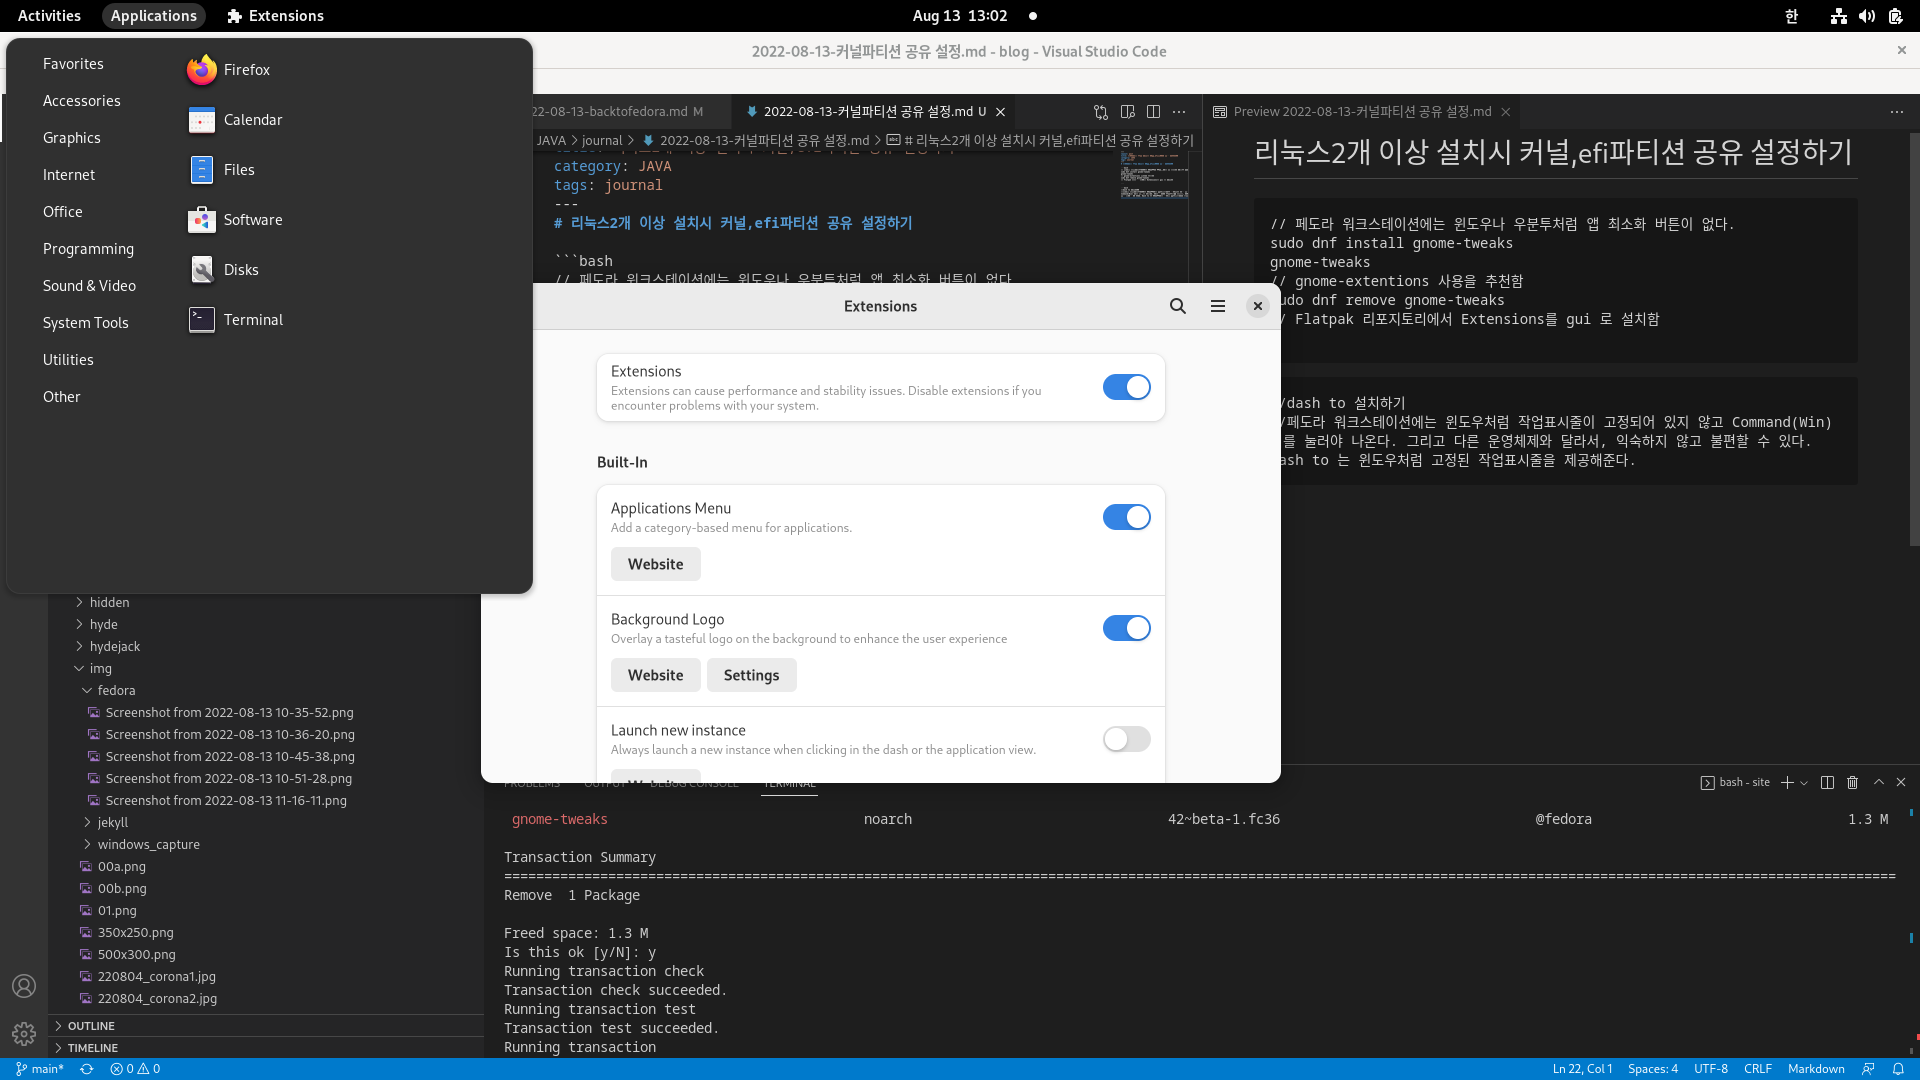 Activities
Applications
Extensions
Aug 13 13:02
한
2022-08-13-커널파티션 공유 설정.md - blog - Visual Studio Code
Favorites
Accessories
Graphics
Internet
Office
Programming
Sound & Video
System Tools
Utilities
Other
Firefox
Calendar
Files
Software
Disks
Terminal
22-08-13-backtofedora.md M
2022-08-13-커널파티션 공유 설정.md U
JAVA > journal > 2022-08-13-커널파티션 공유 설정.md > # 리눅스2개 이상 설치시 커널,efi파티션 공유 설정하기
category: JAVA
tags: journal
---
# 리눅스2개 이상 설치시 커널,efi파티션 공유 설정하기
```bash
// 페도라 워크스테이션에는 윈도우나 우분투처럼 앱 최소화 버튼이 없다
Preview 2022-08-13-커널파티션 공유 설정.md
리눅스2개 이상 설치시 커널,efi파티션 공유 설정하기
// 페도라 워크스테이션에는 윈도우나 우분투처럼 앱 최소화 버튼이 없다.
sudo dnf install gnome-tweaks
gnome-tweaks
// gnome-extentions 사용을 추천함
sudo dnf remove gnome-tweaks
/ Flatpak 리포지토리에서 Extensions를 gui 로 설치함
/dash to 설치하기
/페도라 워크스테이션에는 윈도우처럼 작업표시줄이 고정되어 있지 않고 Command(Win)
를 눌러야 나온다. 그리고 다른 운영체제와 달라서, 익숙하지 않고 불편할 수 있다.
ash to 는 윈도우처럼 고정된 작업표시줄을 제공해준다.
Extensions
Extensions
Extensions can cause performance and stability issues. Disable extensions if you
encounter problems with your system.
Built-In
Applications Menu
Add a category-based menu for applications.
Website
Background Logo
Overlay a tasteful logo on the background to enhance the user experience
Website
Settings
Launch new instance
Always launch a new instance when clicking in the dash or the application view.
Website
hidden
hyde
hydejack
img
fedora
Screenshot from 2022-08-13 10-35-52.png
Screenshot from 2022-08-13 10-36-20.png
Screenshot from 2022-08-13 10-45-38.png
Screenshot from 2022-08-13 10-51-28.png
Screenshot from 2022-08-13 11-16-11.png
jekyll
windows_capture
00a.png
00b.png
01.png
350x250.png
500x300.png
220804_corona1.jpg
220804_corona2.jpg
OUTLINE
TIMELINE
PROBLEMS OUTPUT DEBUG CONSOLE TERMINAL
bash - site
gnome-tweaks noarch 42~beta-1.fc36 @fedora 1.3 M
Transaction Summary
================================================================================
Remove  1 Package
Freed space: 1.3 M
Is this ok [y/N]: y
Running transaction check
Transaction check succeeded.
Running transaction test
Transaction test succeeded.
Running transaction
main* 0 0
Ln 22, Col 1 Spaces: 4 UTF-8 CRLF Markdown